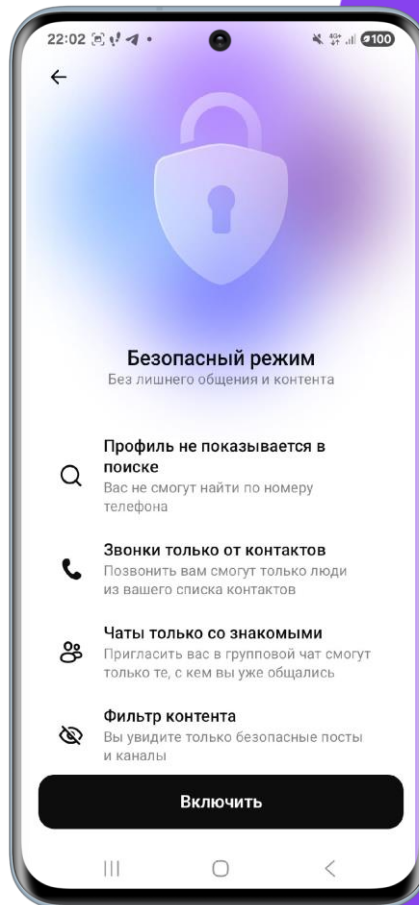 22:02
4G+
100
Безопасный режим
Без лишнего общения и контента
Профиль не показывается в
поиске
Вас не смогут найти по номеру
телефона
Звонки только от контактов
Позвонить вам смогут только люди
из вашего списка контактов
Чаты только со знакомыми
Пригласить вас в групповой чат смогут
только те, с кем вы уже общались
Фильтр контента
Вы увидите только безопасные посты
и каналы
Включить